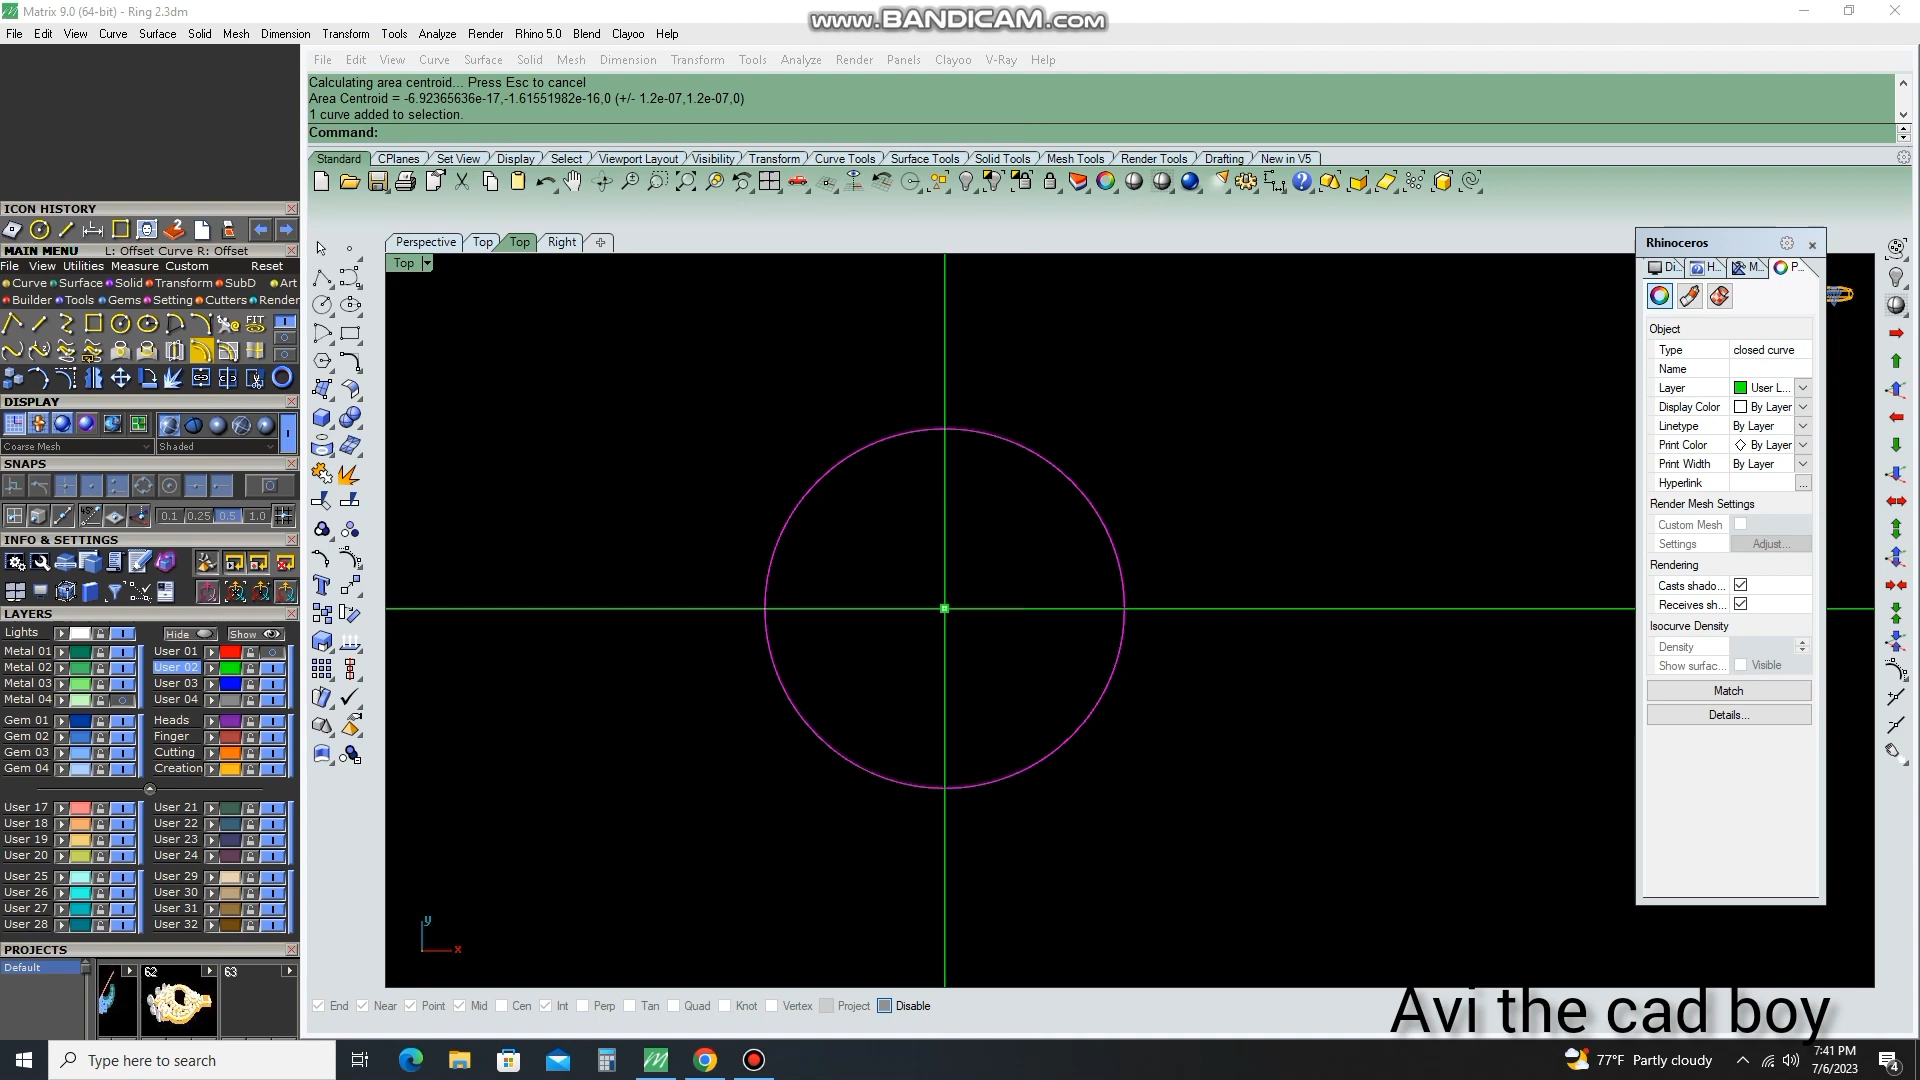 Matrix 9.0 (64-bit) - Ring 2.3dm
www.BANDICAM.com
File Edit View Curve Surface Solid Mesh Dimension Transform Tools Analyze Render Rhino 5.0 Blend Clayoo Help
File Edit View Curve Surface Solid Mesh Dimension Transform Tools Analyze Render Panels Clayoo V-Ray Help
Calculating area centroid... Press Esc to cancel
Area Centroid = -6.92365636e-17,-1.61551982e-16,0 (+/- 1.2e-07,1.2e-07,0)
1 curve added to selection.
Command:
Standard CPlanes Set View Display Select Viewport Layout Visibility Transform Curve Tools Surface Tools Solid Tools Mesh Tools Render Tools Drafting New in V5
ICON HISTORY
MAIN MENU L: Offset Curve R: Offset
File View Utilities Measure Custom Reset
Curve Surface Solid Transform SubD Art
Builder Tools Gems Setting Cutters Render
FIT
DISPLAY
Coarse Mesh Shaded
SNAPS
0.1 0.25 0.5 1.0
INFO & SETTINGS
LAYERS
Lights Hide Show
Metal 01 User 01
Metal 02 User 02
Metal 03 User 03
Metal 04 User 04
Gem 01 Heads
Gem 02 Finger
Gem 03 Cutting
Gem 04 Creation
User 17 User 21
User 18 User 22
User 19 User 23
User 20 User 24
User 25 User 29
User 26 User 30
User 27 User 31
User 28 User 32
PROJECTS
Default
62 63
Perspective Top Top Right
Top
y
x
Rhinoceros
Di... H... M... P...
Object
Type closed curve
Name
Layer User L...
Display Color By Layer
Linetype By Layer
Print Color By Layer
Print Width By Layer
Hyperlink ...
Render Mesh Settings
Custom Mesh
Settings Adjust...
Rendering
Casts shado...
Receives sh...
Isocurve Density
Density
Show surfac... Visible
Match
Details...
End Near Point Mid Cen Int Perp Tan Quad Knot Vertex Project Disable
Avi the cad boy
Type here to search
77°F Partly cloudy
7:41 PM
7/6/2023
4